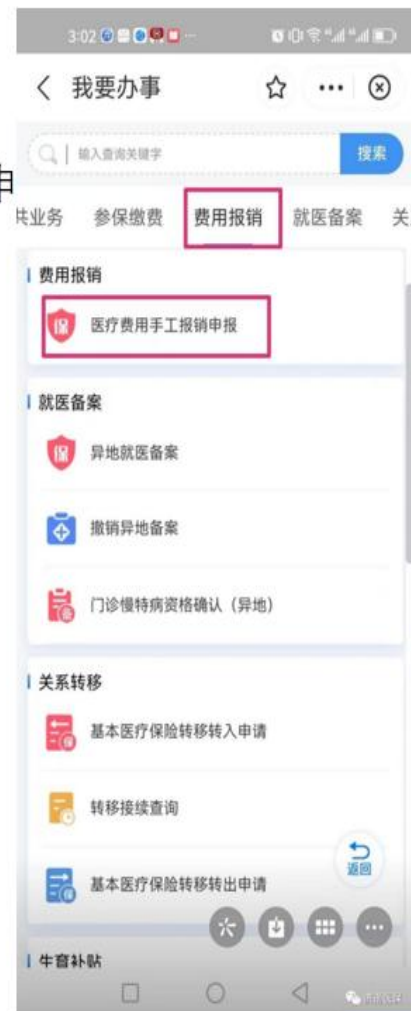 3:02
我要办事
输入查询关键字
搜索
申
共业务 参保缴费 费用报销 就医备案 关
费用报销
医疗费用手工报销申报
就医备案
异地就医备案
撤销异地备案
门诊慢特病资格确认（异地）
关系转移
基本医疗保险转移转入申请
转移接续查询
返回
基本医疗保险转移转出申请
生育补贴